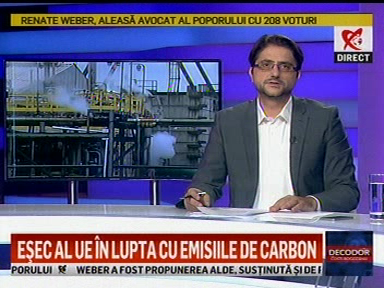 RENATE WEBER, ALEASĂ AVOCAT AL POPORULUI CU 208 VOTURI
DIRECT
EȘEC AL UE ÎN LUPTA CU EMISIILE DE CARBON
DECODOR
PORULUI WEBER A FOST PROPUNEREA ALDE, SUSȚINUTĂ ȘI DE